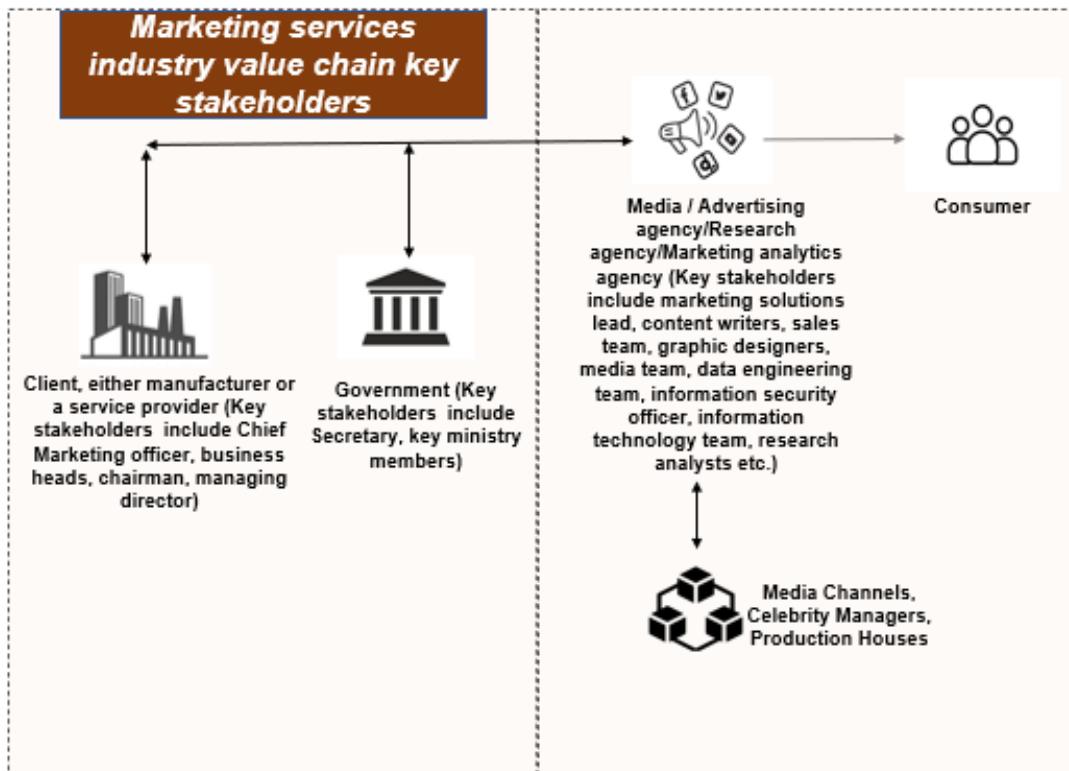 Marketing services
industry value chain key
stakeholders
Media / Advertising
agency/Research
agency/Marketing analytics
agency (Key stakeholders
include marketing solutions
lead, content writers, sales
team, graphic designers,
media team, data engineering
team, information security
officer, information
technology team, research
analysts etc.)
Consumer
Client, either manufacturer or
a service provider (Key
stakeholders  include Chief
Marketing officer, business
heads, chairman, managing
director)
Government (Key
stakeholders  include
Secretary, key ministry
members)
Media Channels,
Celebrity Managers,
Production Houses